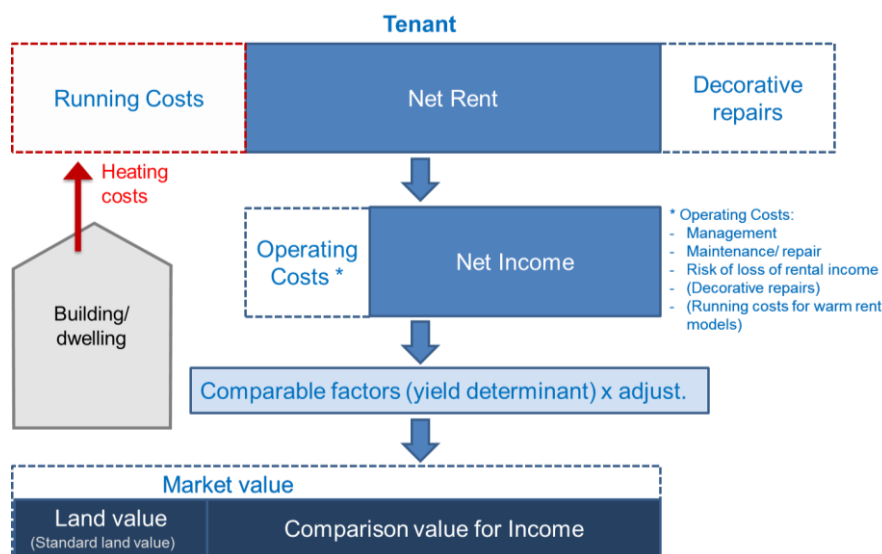 Tenant
Running Costs
Net Rent
Decorative
repairs
Heating
costs
Building/
dwelling
Operating
Costs *
Net Income
* Operating Costs:
- Management
- Maintenance/ repair
- Risk of loss of rental income
- (Decorative repairs)
- (Running costs for warm rent
models)
Comparable factors (yield determinant) x adjust.
Market value
Land value
(Standard land value)
Comparison value for Income